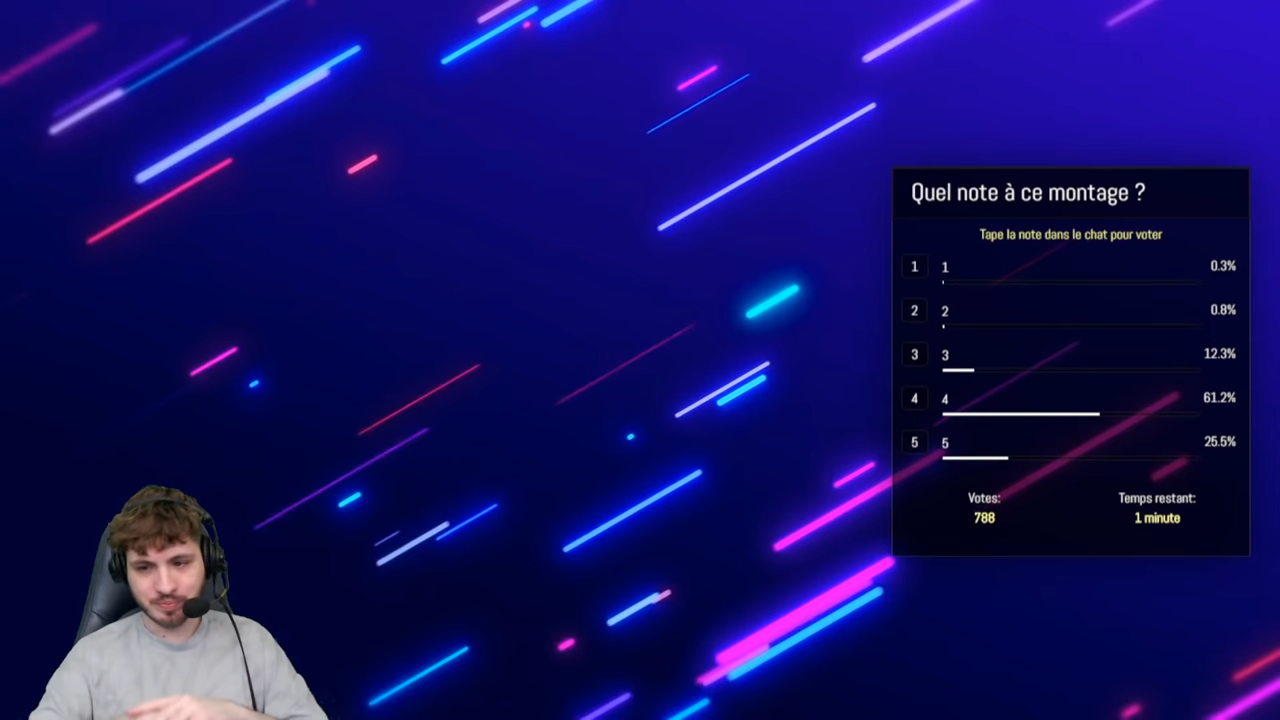 Quel note à ce montage ?
Tape la note dans le chat pour voter
1 1 0.3%
2 2 0.8%
3 3 12.3%
4 4 61.2%
5 5 25.5%
Votes: Temps restant:
788 1 minute